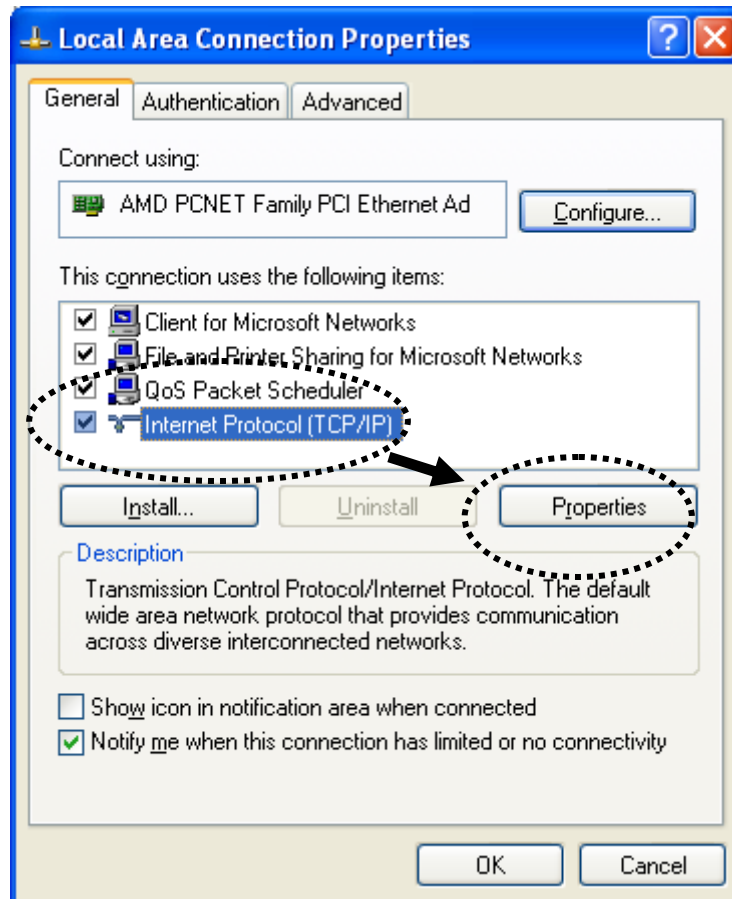 Local Area Connection Properties
General Authentication Advanced
Connect using:
AMD PCNET Family PCI Ethernet Ad
Configure...
This connection uses the following items:
Client for Microsoft Networks
File and Printer Sharing for Microsoft Networks
QoS Packet Scheduler
Internet Protocol (TCP/IP)
Install... Uninstall Properties
Description
Transmission Control Protocol/Internet Protocol. The default
wide area network protocol that provides communication
across diverse interconnected networks.
Show icon in notification area when connected
Notify me when this connection has limited or no connectivity
OK Cancel